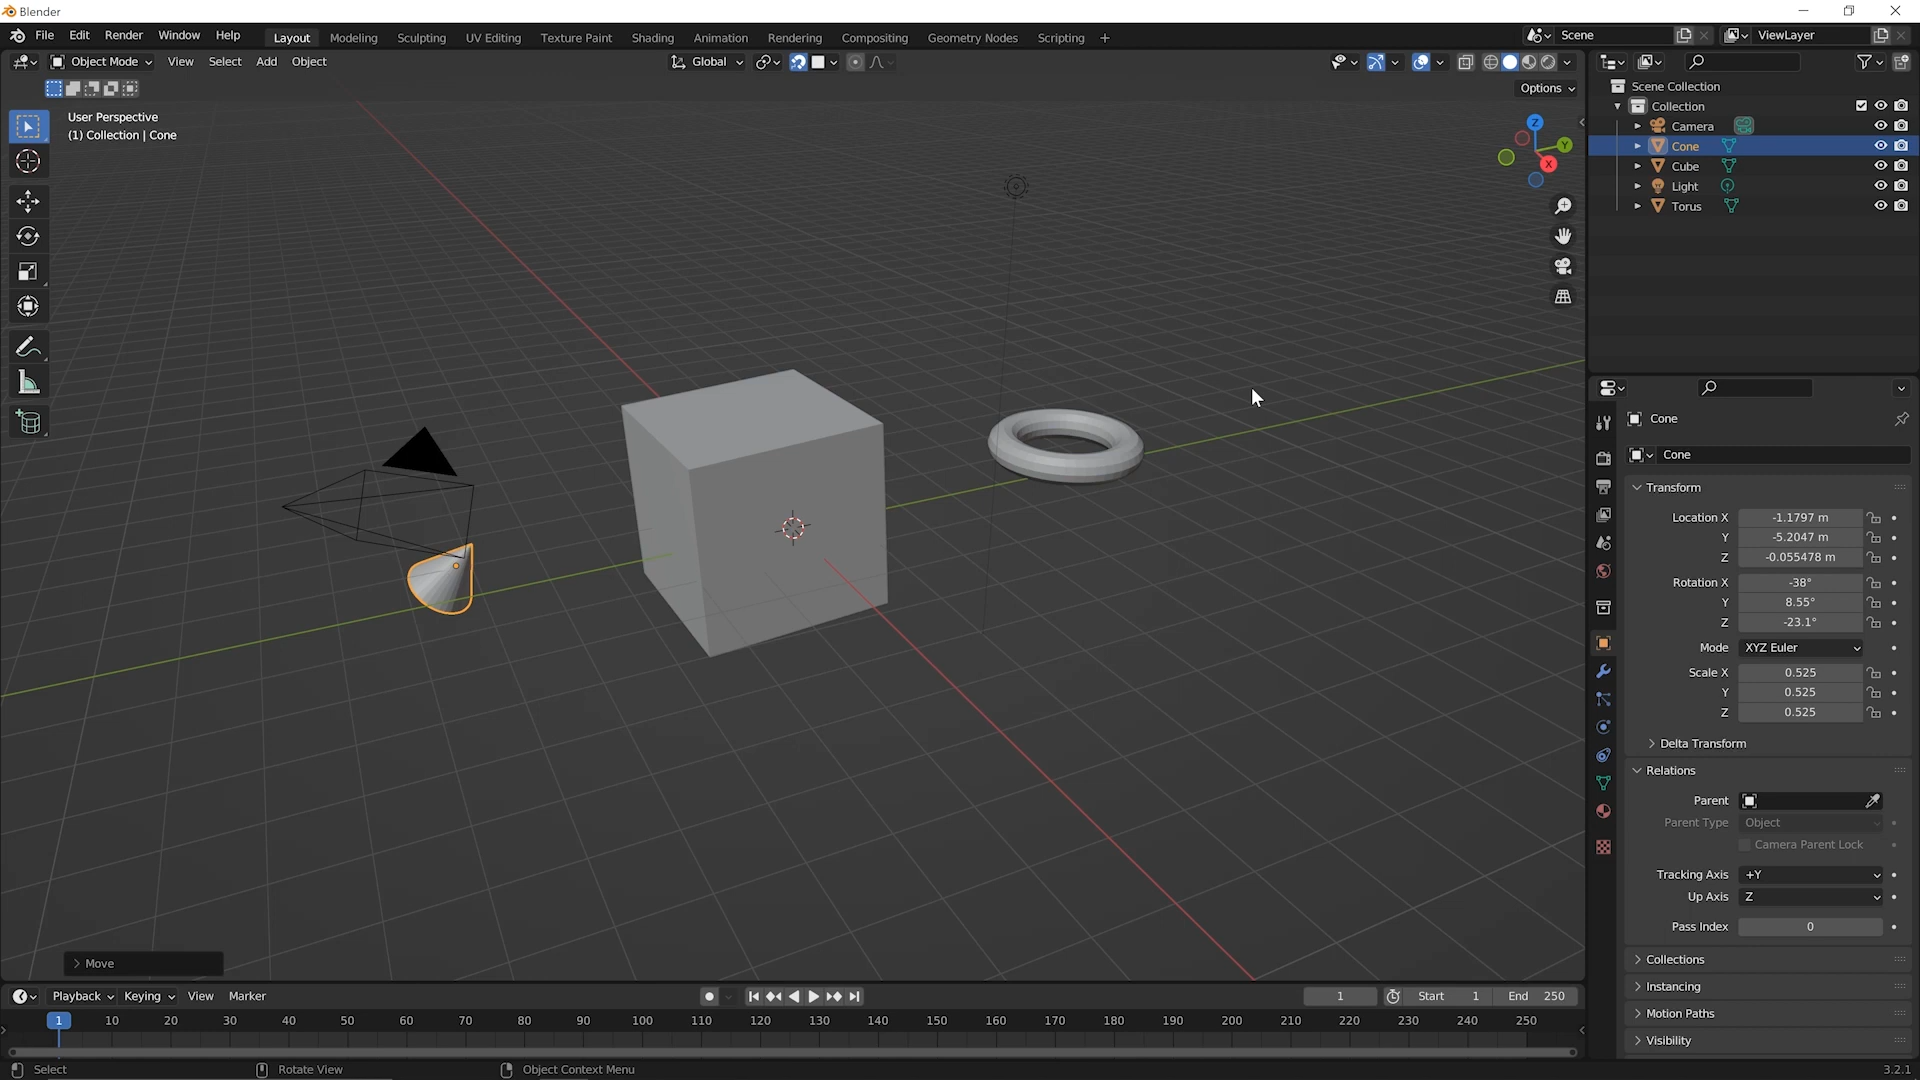 Blender
File Edit Render Window Help Layout Modeling Sculpting UV Editing Texture Paint Shading Animation Rendering Compositing Geometry Nodes Scripting + Scene ViewLayer
Object Mode View Select Add Object Global
Options
User Perspective
(1) Collection | Cone
Z
Y
X
Scene Collection
Collection
Camera
Cone
Cube
Light
Torus
Cone
Cone
Transform
Location X -1.1797 m
Y -5.2047 m
Z -0.055478 m
Rotation X -38°
Y 8.55°
Z -23.1°
Mode XYZ Euler
Scale X 0.525
Y 0.525
Z 0.525
Delta Transform
Relations
Parent
Parent Type Object
Camera Parent Lock
Tracking Axis +Y
Up Axis Z
Pass Index 0
Collections
Instancing
Motion Paths
Visibility
Move
Playback Keying View Marker 1 Start 1 End 250
1 10 20 30 40 50 60 70 80 90 100 110 120 130 140 150 160 170 180 190 200 210 220 230 240 250
Select Rotate View Object Context Menu 3.2.1